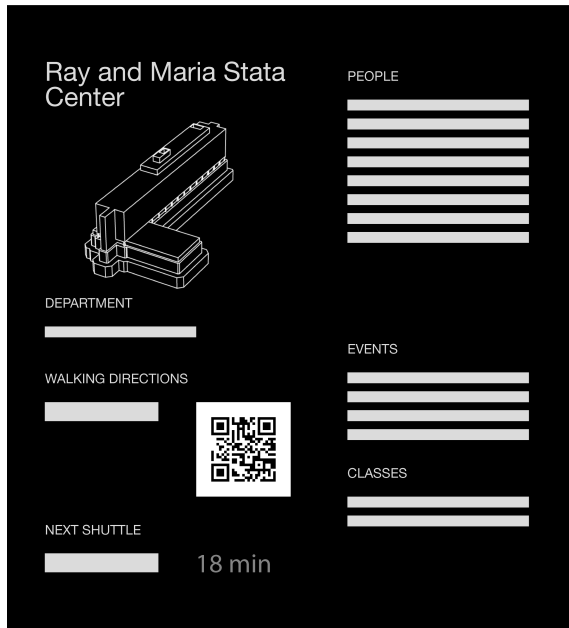 Ray and Maria Stata
Center
DEPARTMENT
WALKING DIRECTIONS
NEXT SHUTTLE
18 min
PEOPLE
EVENTS
CLASSES